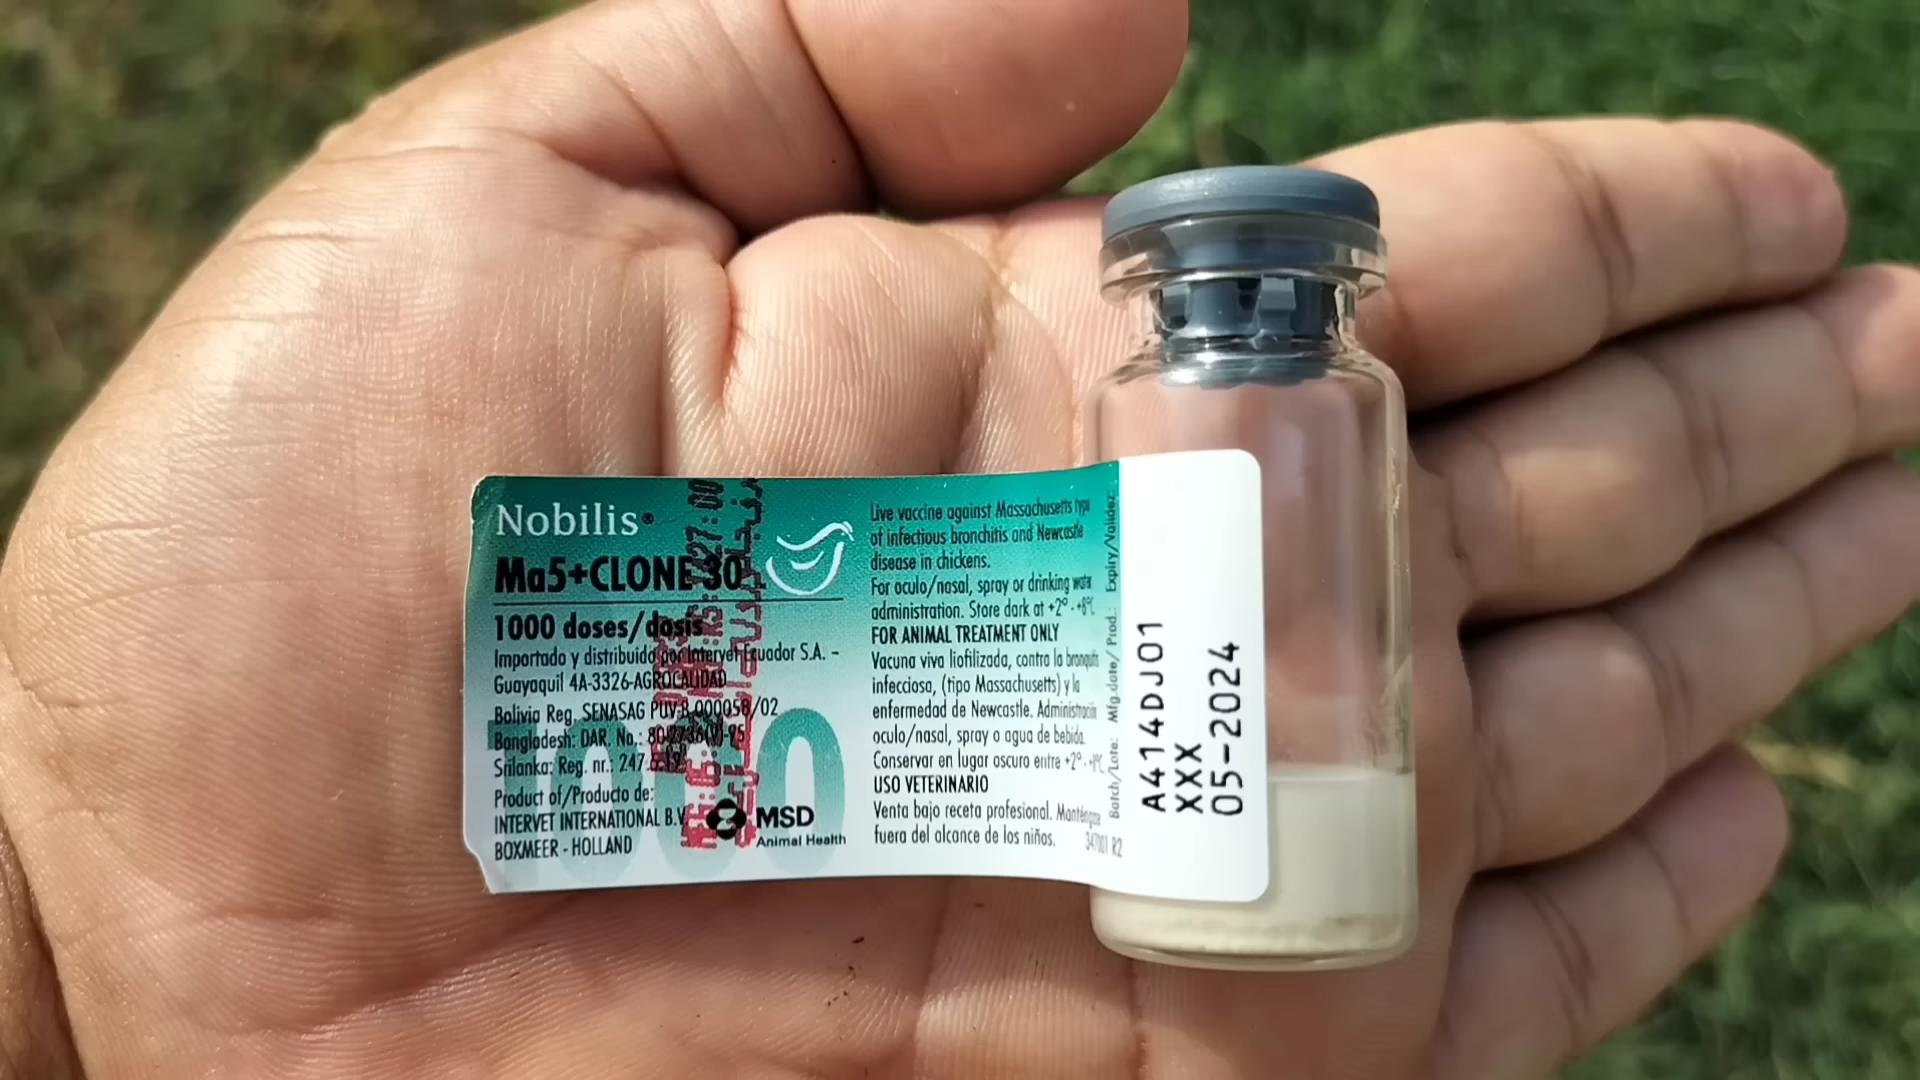 Nobilis®
Ma5+CLONE 30
1000 doses/dosis
Importado y distribuido por Intervet Ecuador S.A. –
Guayaquil 4A-3326-AGROCALIDAD
Bolivia Reg. SENASAG PUV-B 000058/02
Bangladesh: DAR. No.:
Srilanka: Reg. nr.:
Product of/Producto de:
INTERVET INTERNATIONAL B.V.
BOXMEER - HOLLAND
1000
MSD
Animal Health
Live vaccine against Massachusetts type
of infectious bronchitis and Newcastle
disease in chickens.
For oculo/nasal, spray or drinking water
administration. Store dark at +2° - +8°C
FOR ANIMAL TREATMENT ONLY
Vacuna viva liofilizada, contra la bronquitis
infecciosa, (tipo Massachusetts) y la
enfermedad de Newcastle. Administración
oculo/nasal, spray o agua de bebida.
Conservar en lugar oscuro entre +2° -
USO VETERINARIO
Venta bajo receta profesional. Manténgase
fuera del alcance de los niños.
347001 R2
Batch/Lote: Mfg.date/ Prod.: Expiry/Validez:
A414DJ01
XXX
05-2024